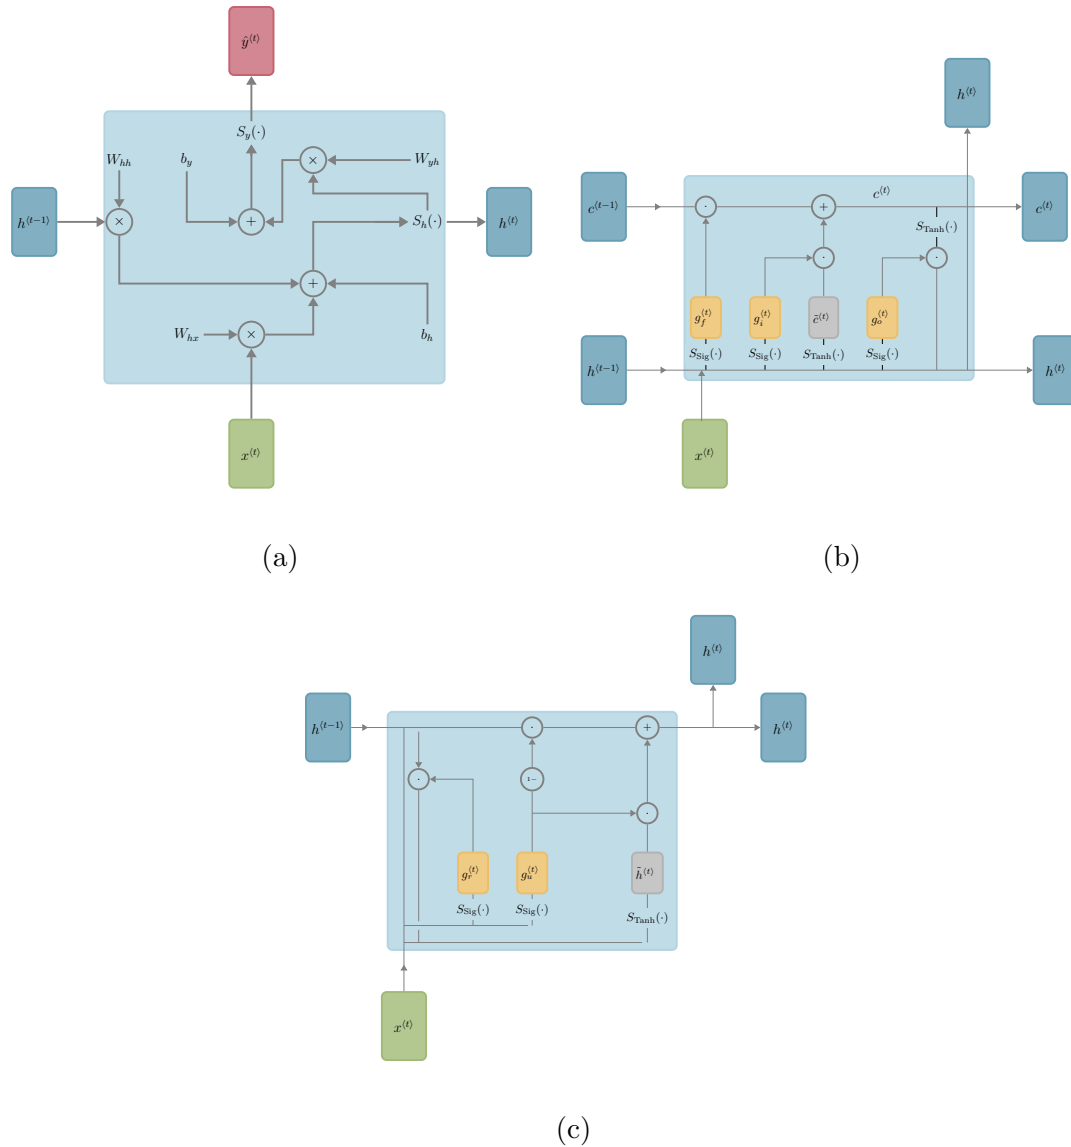 ŷ⟨t⟩
S_y(·)
W_hh
b_y
×
W_yh
h⟨t−1⟩
×
+
S_h(·)
h⟨t⟩
+
W_hx
×
b_h
x⟨t⟩
(a)
h⟨t⟩
c⟨t−1⟩
·
+
c⟨t⟩
c⟨t⟩
S_Tanh(·)
·
·
g_f⟨t⟩
g_i⟨t⟩
c̃⟨t⟩
g_o⟨t⟩
S_Sig(·)
S_Sig(·)
S_Tanh(·)
S_Sig(·)
h⟨t−1⟩
h⟨t⟩
x⟨t⟩
(b)
h⟨t⟩
h⟨t−1⟩
·
+
h⟨t⟩
·
1−
·
g_r⟨t⟩
g_u⟨t⟩
h̃⟨t⟩
S_Sig(·)
S_Sig(·)
S_Tanh(·)
x⟨t⟩
(c)